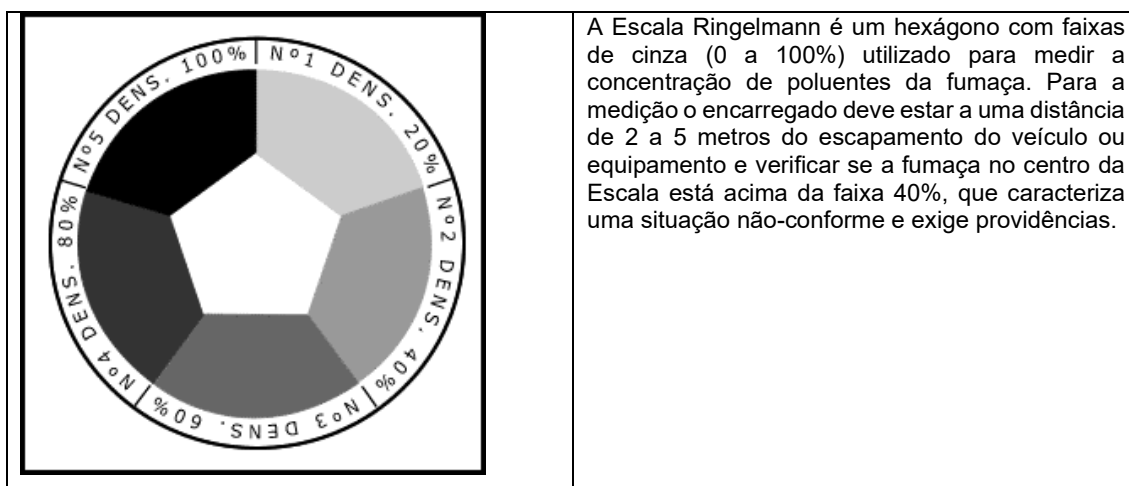 Nº1 DENS. 20%
Nº2 DENS. 40%
Nº3 DENS. 60%
Nº4 DENS. 80%
Nº5 DENS. 100%
A Escala Ringelmann é um hexágono com faixas
de cinza (0 a 100%) utilizado para medir a
concentração de poluentes da fumaça. Para a
medição o encarregado deve estar a uma distância
de 2 a 5 metros do escapamento do veículo ou
equipamento e verificar se a fumaça no centro da
Escala está acima da faixa 40%, que caracteriza
uma situação não-conforme e exige providências.